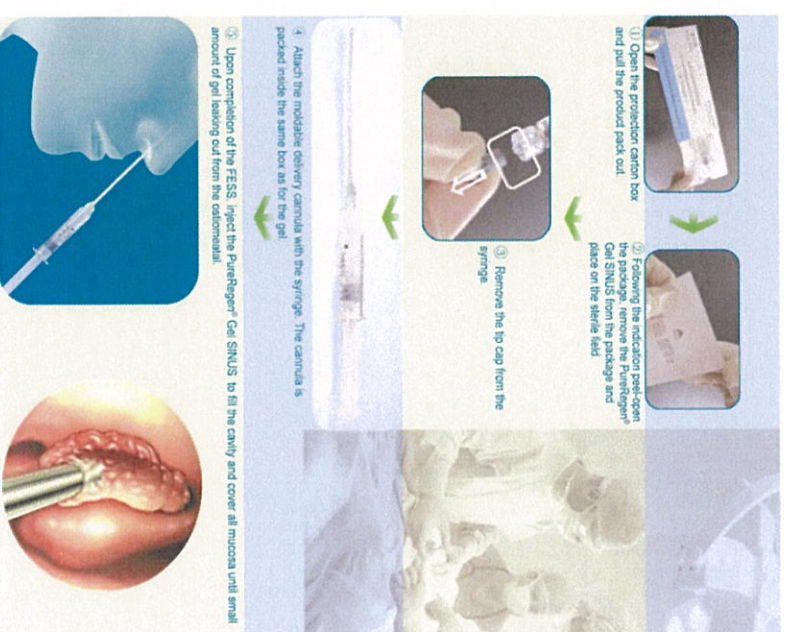 ① Open the protection carton box
and pull the product pack out.
② Following the indication peel-open
the package, remove the PureRegen®
Gel SINUS from the package and
place on the sterile field.
③ Remove the tip cap from the
syringe.
④ Attach the moldable delivery cannula with the syringe. The cannula is
packed inside the same box as for the gel.
⑤ Upon completion of the FESS, inject the PureRegen® Gel SINUS to fill the cavity and cover all mucosa until small
amount of gel leaking out from the ostiomeatal.